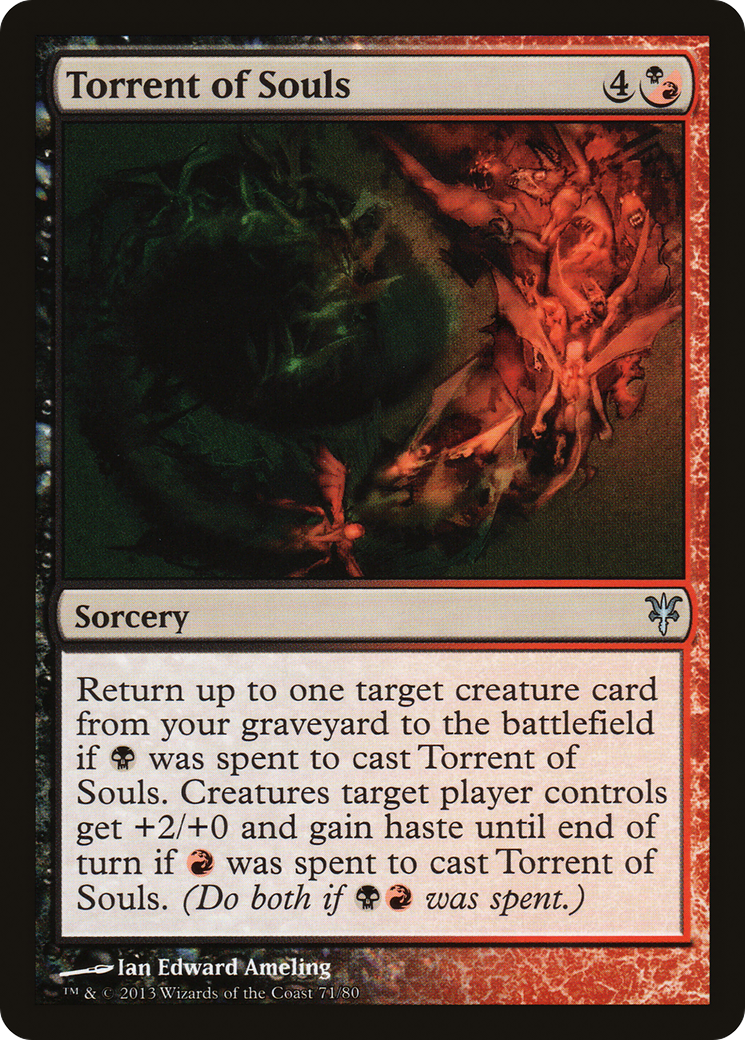 Torrent of Souls 4
Sorcery
Return up to one target creature card
from your graveyard to the battlefield
if was spent to cast Torrent of
Souls. Creatures target player controls
get +2/+0 and gain haste until end of
turn if was spent to cast Torrent of
Souls. (Do both if was spent.)
Ian Edward Ameling
™ & © 2013 Wizards of the Coast 71/80